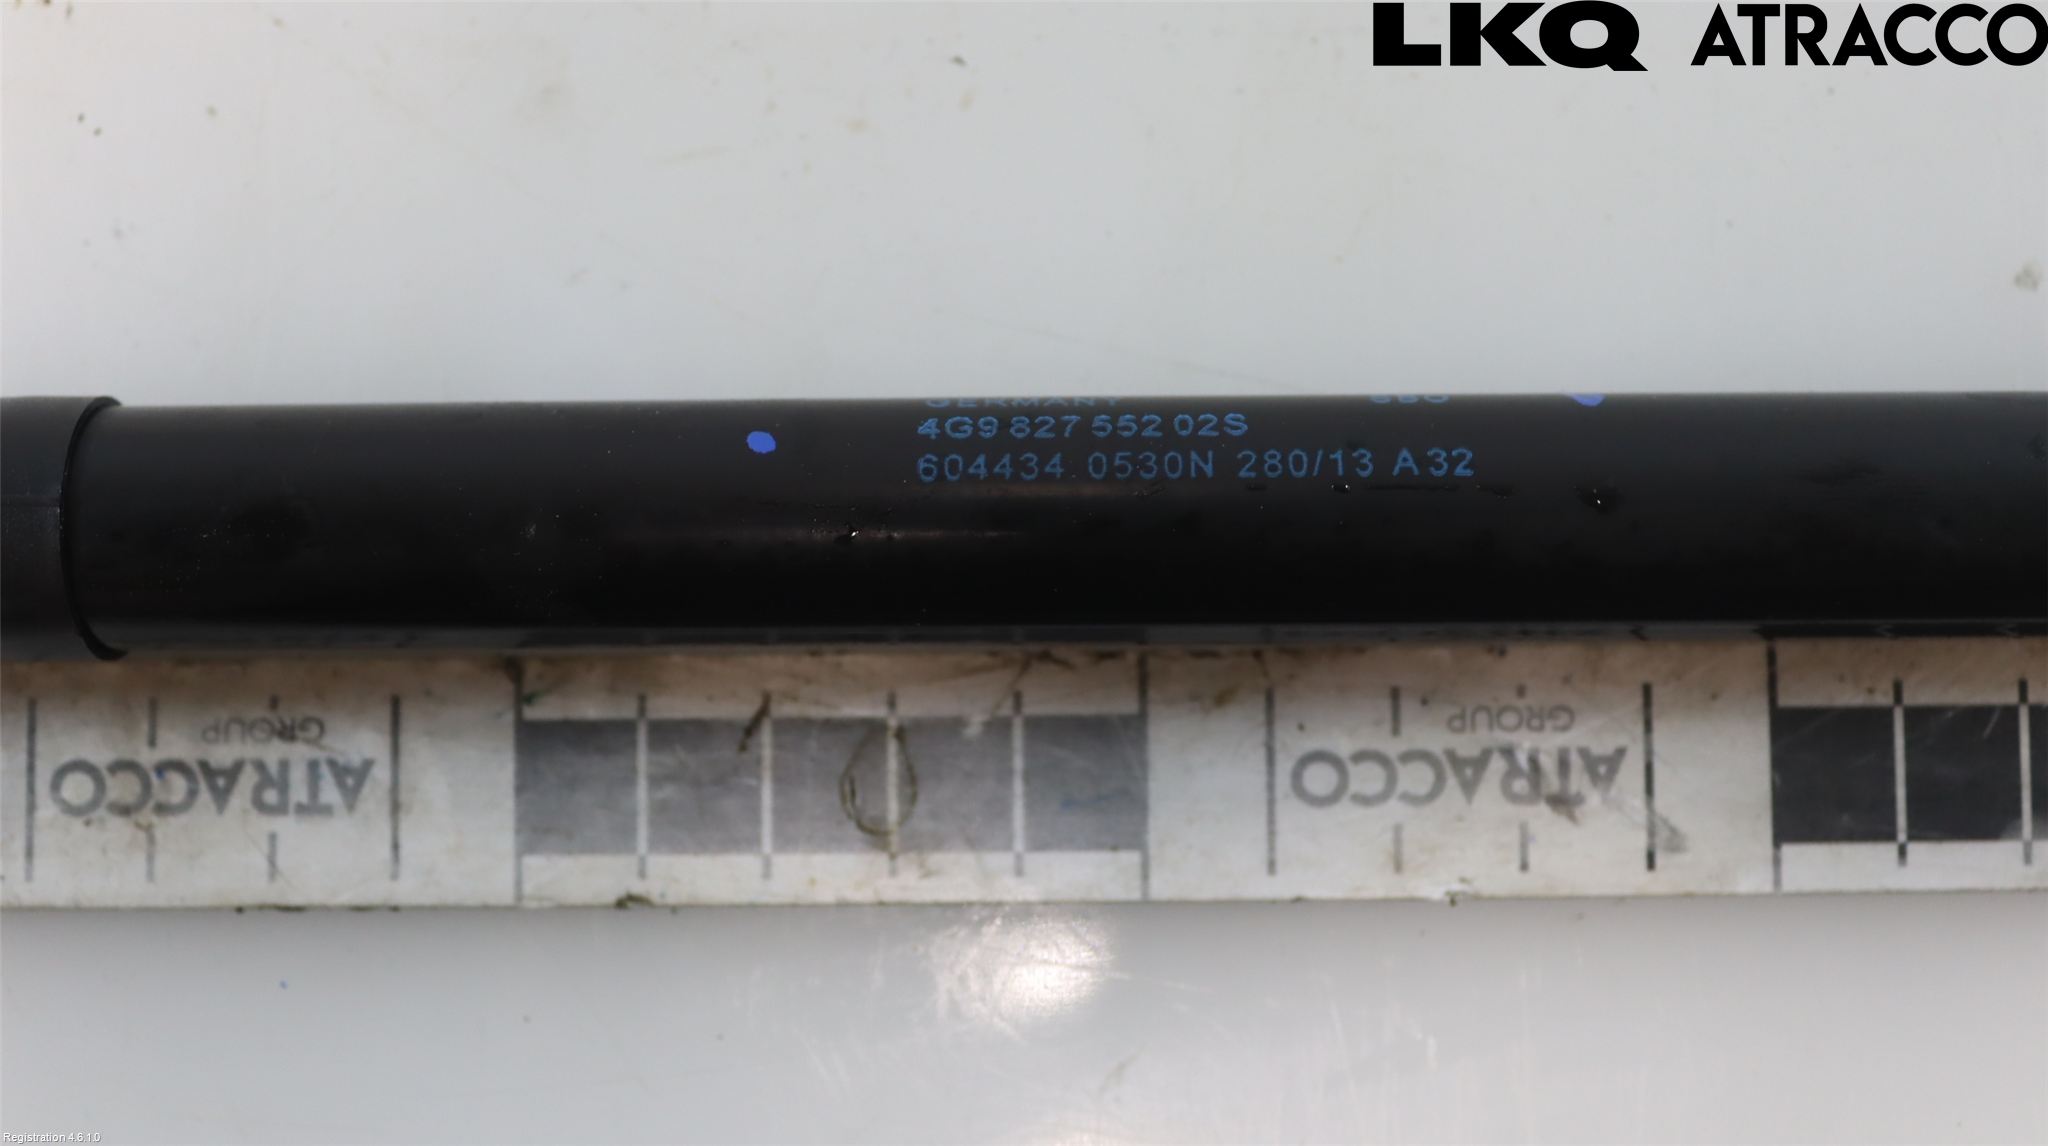 LKQ ATRACCO
GERMANY
4G9 827 552 02S
604434 0530N 280/13 A32
GROUP
ATRACCO
GROUP
ATRACCO
Registration 4.6.1.0